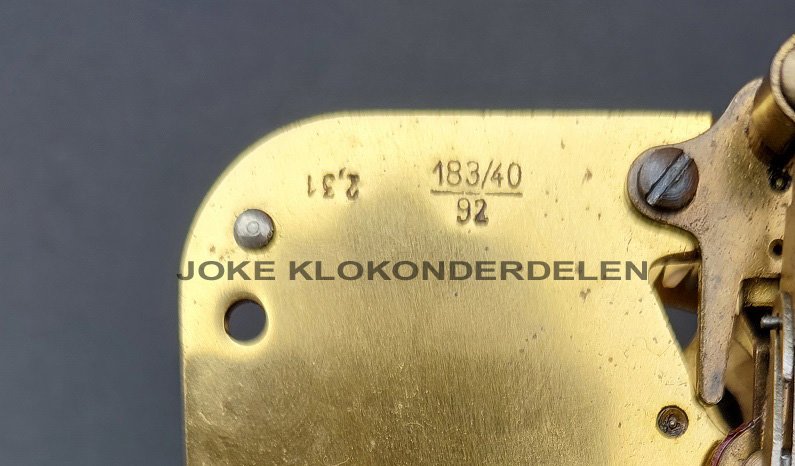 2,31
183/40
92
JOKE KLOKONDERDELEN